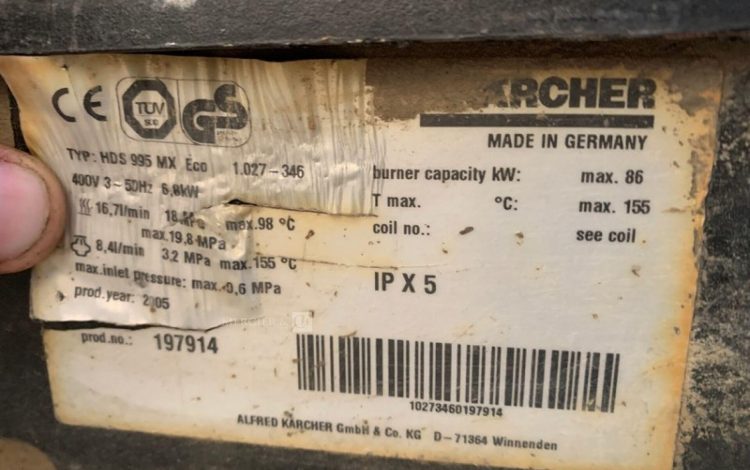 CE TÜV GS
KÄRCHER
MADE IN GERMANY
TYP: HDS 995 MX Eco 1.027-346
400V 3~50Hz 6,8kW
16,7l/min 18 MPa max.98 °C
max.19,8 MPa
8,4l/min 3,2 MPa max.155 °C
max.inlet pressure: max. 0,6 MPa
prod.year: 2005
prod.no.: 197914
burner capacity kW: max. 86
T max. °C: max. 155
coil no.: see coil
IP X 5
10273460197914
ALFRED KÄRCHER GmbH & Co. KG D-71364 Winnenden